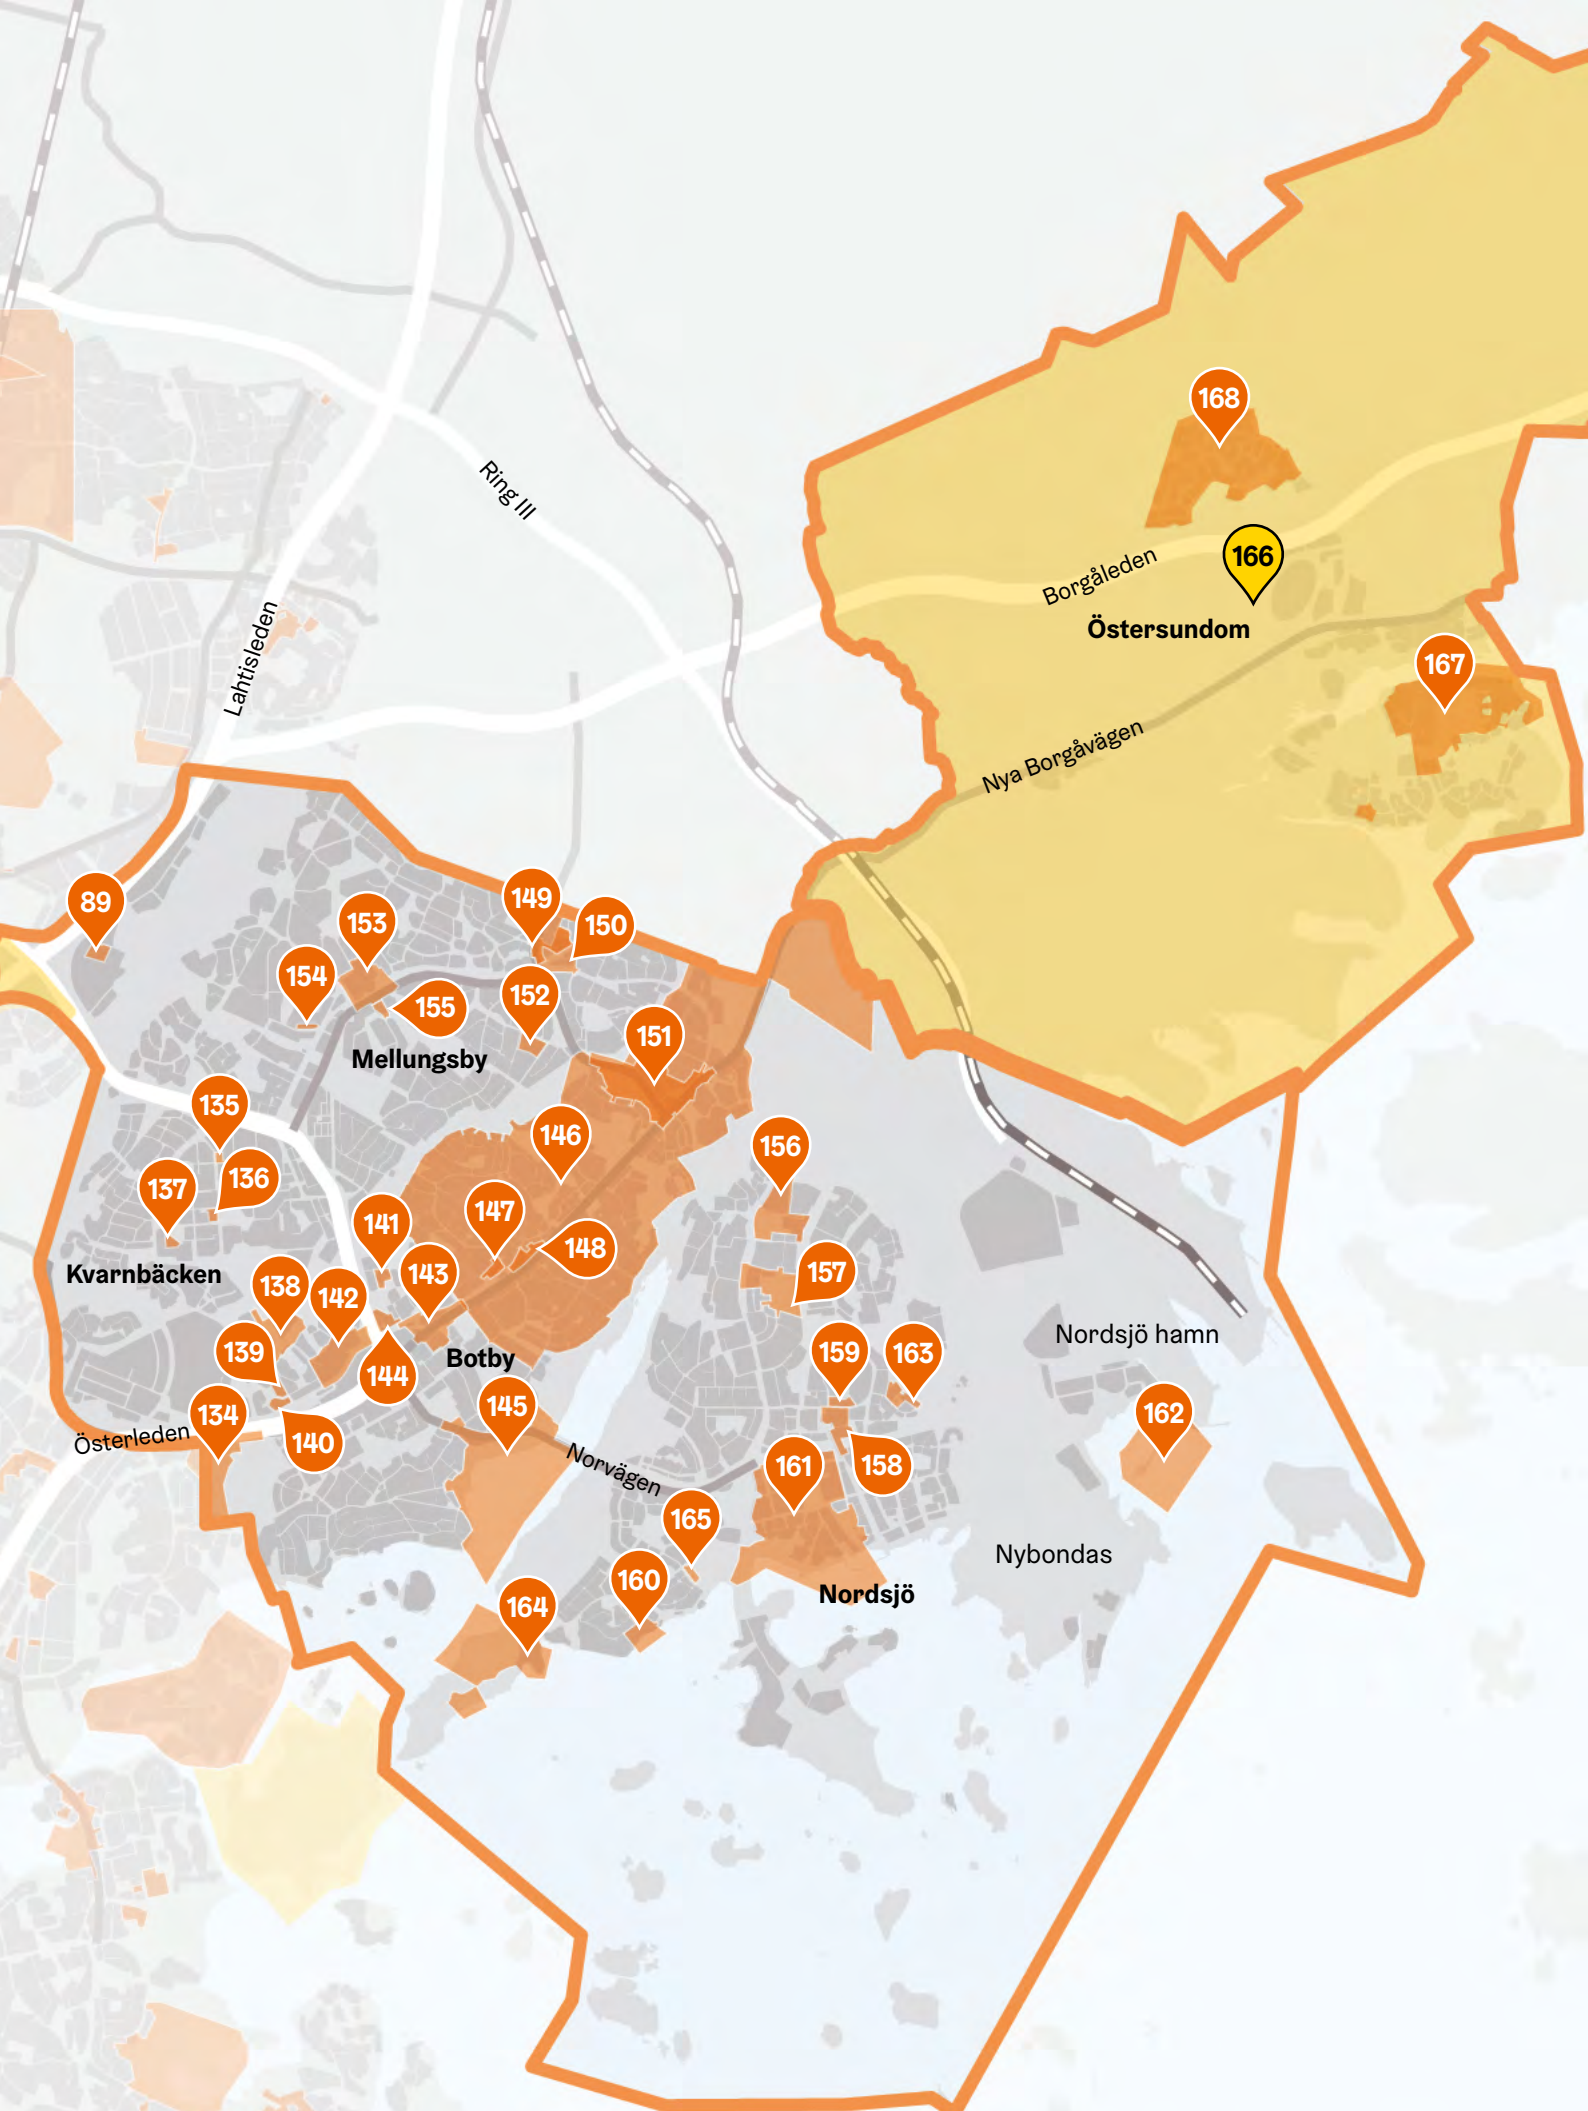 168
Ring III
166
Borgåleden
Östersundom
Lahtisleden
167
Nya Borgåvägen
89
149
153
150
154
152
155
151
Mellungsby
135
146
156
136
137
147
141
148
Kvarnbäcken
143
157
138
142
Nordsjö hamn
139
159
163
Botby
144
145
162
134
Österleden
140
Norvägen
161
158
165
Nybondas
160
Nordsjö
164